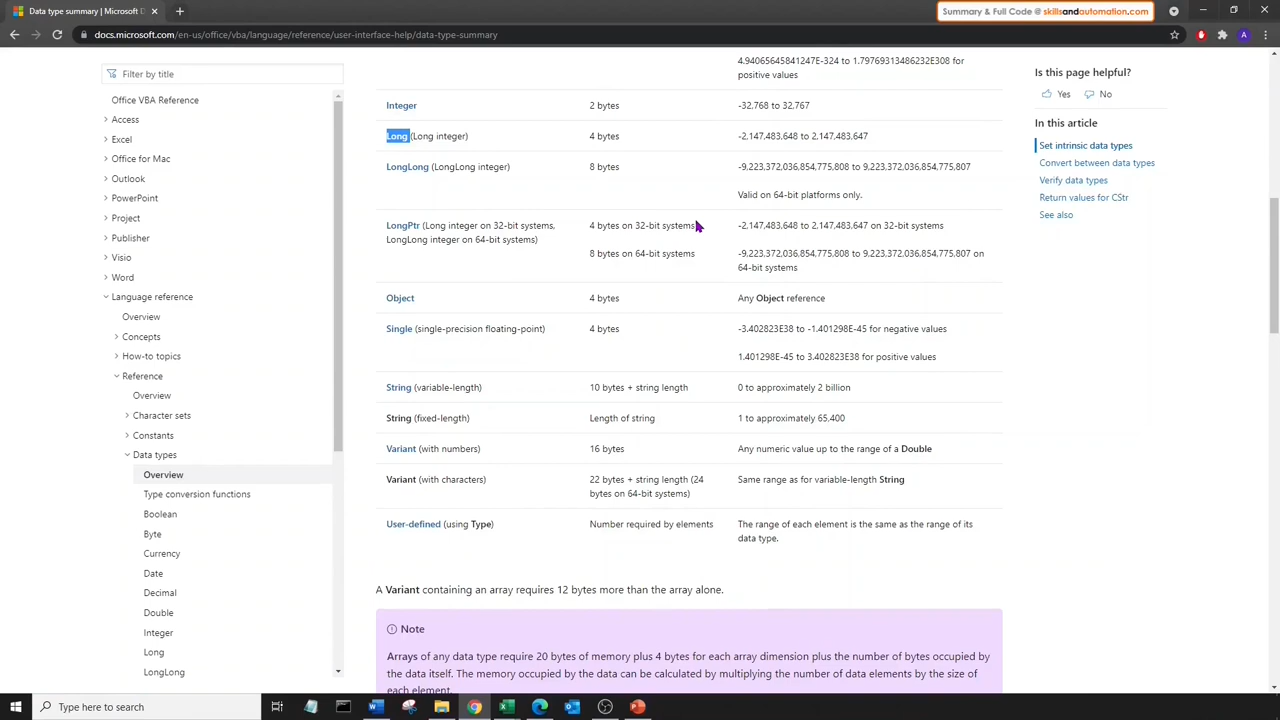 Data type summary | Microsoft D
Summary & Full Code @ skillsandautomation.com
docs.microsoft.com/en-us/office/vba/language/reference/user-interface-help/data-type-summary
A
Filter by title
Office VBA Reference
Access
Excel
Office for Mac
Outlook
PowerPoint
Project
Publisher
Visio
Word
Language reference
Overview
Concepts
How-to topics
Reference
Overview
Character sets
Constants
Data types
Overview
Type conversion functions
Boolean
Byte
Currency
Date
Decimal
Double
Integer
Long
LongLong
4.94065645841247E-324 to 1.79769313486232E308 for
positive values
Integer 2 bytes -32,768 to 32,767
Long (Long integer) 4 bytes -2,147,483,648 to 2,147,483,647
LongLong (LongLong integer) 8 bytes -9,223,372,036,854,775,808 to 9,223,372,036,854,775,807
Valid on 64-bit platforms only.
LongPtr (Long integer on 32-bit systems, 4 bytes on 32-bit systems -2,147,483,648 to 2,147,483,647 on 32-bit systems
LongLong integer on 64-bit systems)
8 bytes on 64-bit systems -9,223,372,036,854,775,808 to 9,223,372,036,854,775,807 on
64-bit systems
Object 4 bytes Any Object reference
Single (single-precision floating-point) 4 bytes -3.402823E38 to -1.401298E-45 for negative values
1.401298E-45 to 3.402823E38 for positive values
String (variable-length) 10 bytes + string length 0 to approximately 2 billion
String (fixed-length) Length of string 1 to approximately 65.400
Variant (with numbers) 16 bytes Any numeric value up to the range of a Double
Variant (with characters) 22 bytes + string length (24 Same range as for variable-length String
bytes on 64-bit systems)
User-defined (using Type) Number required by elements The range of each element is the same as the range of its
data type.
A Variant containing an array requires 12 bytes more than the array alone.
Note
Arrays of any data type require 20 bytes of memory plus 4 bytes for each array dimension plus the number of bytes occupied by
the data itself. The memory occupied by the data can be calculated by multiplying the number of data elements by the size of
each element.
Is this page helpful?
Yes No
In this article
Set intrinsic data types
Convert between data types
Verify data types
Return values for CStr
See also
Type here to search